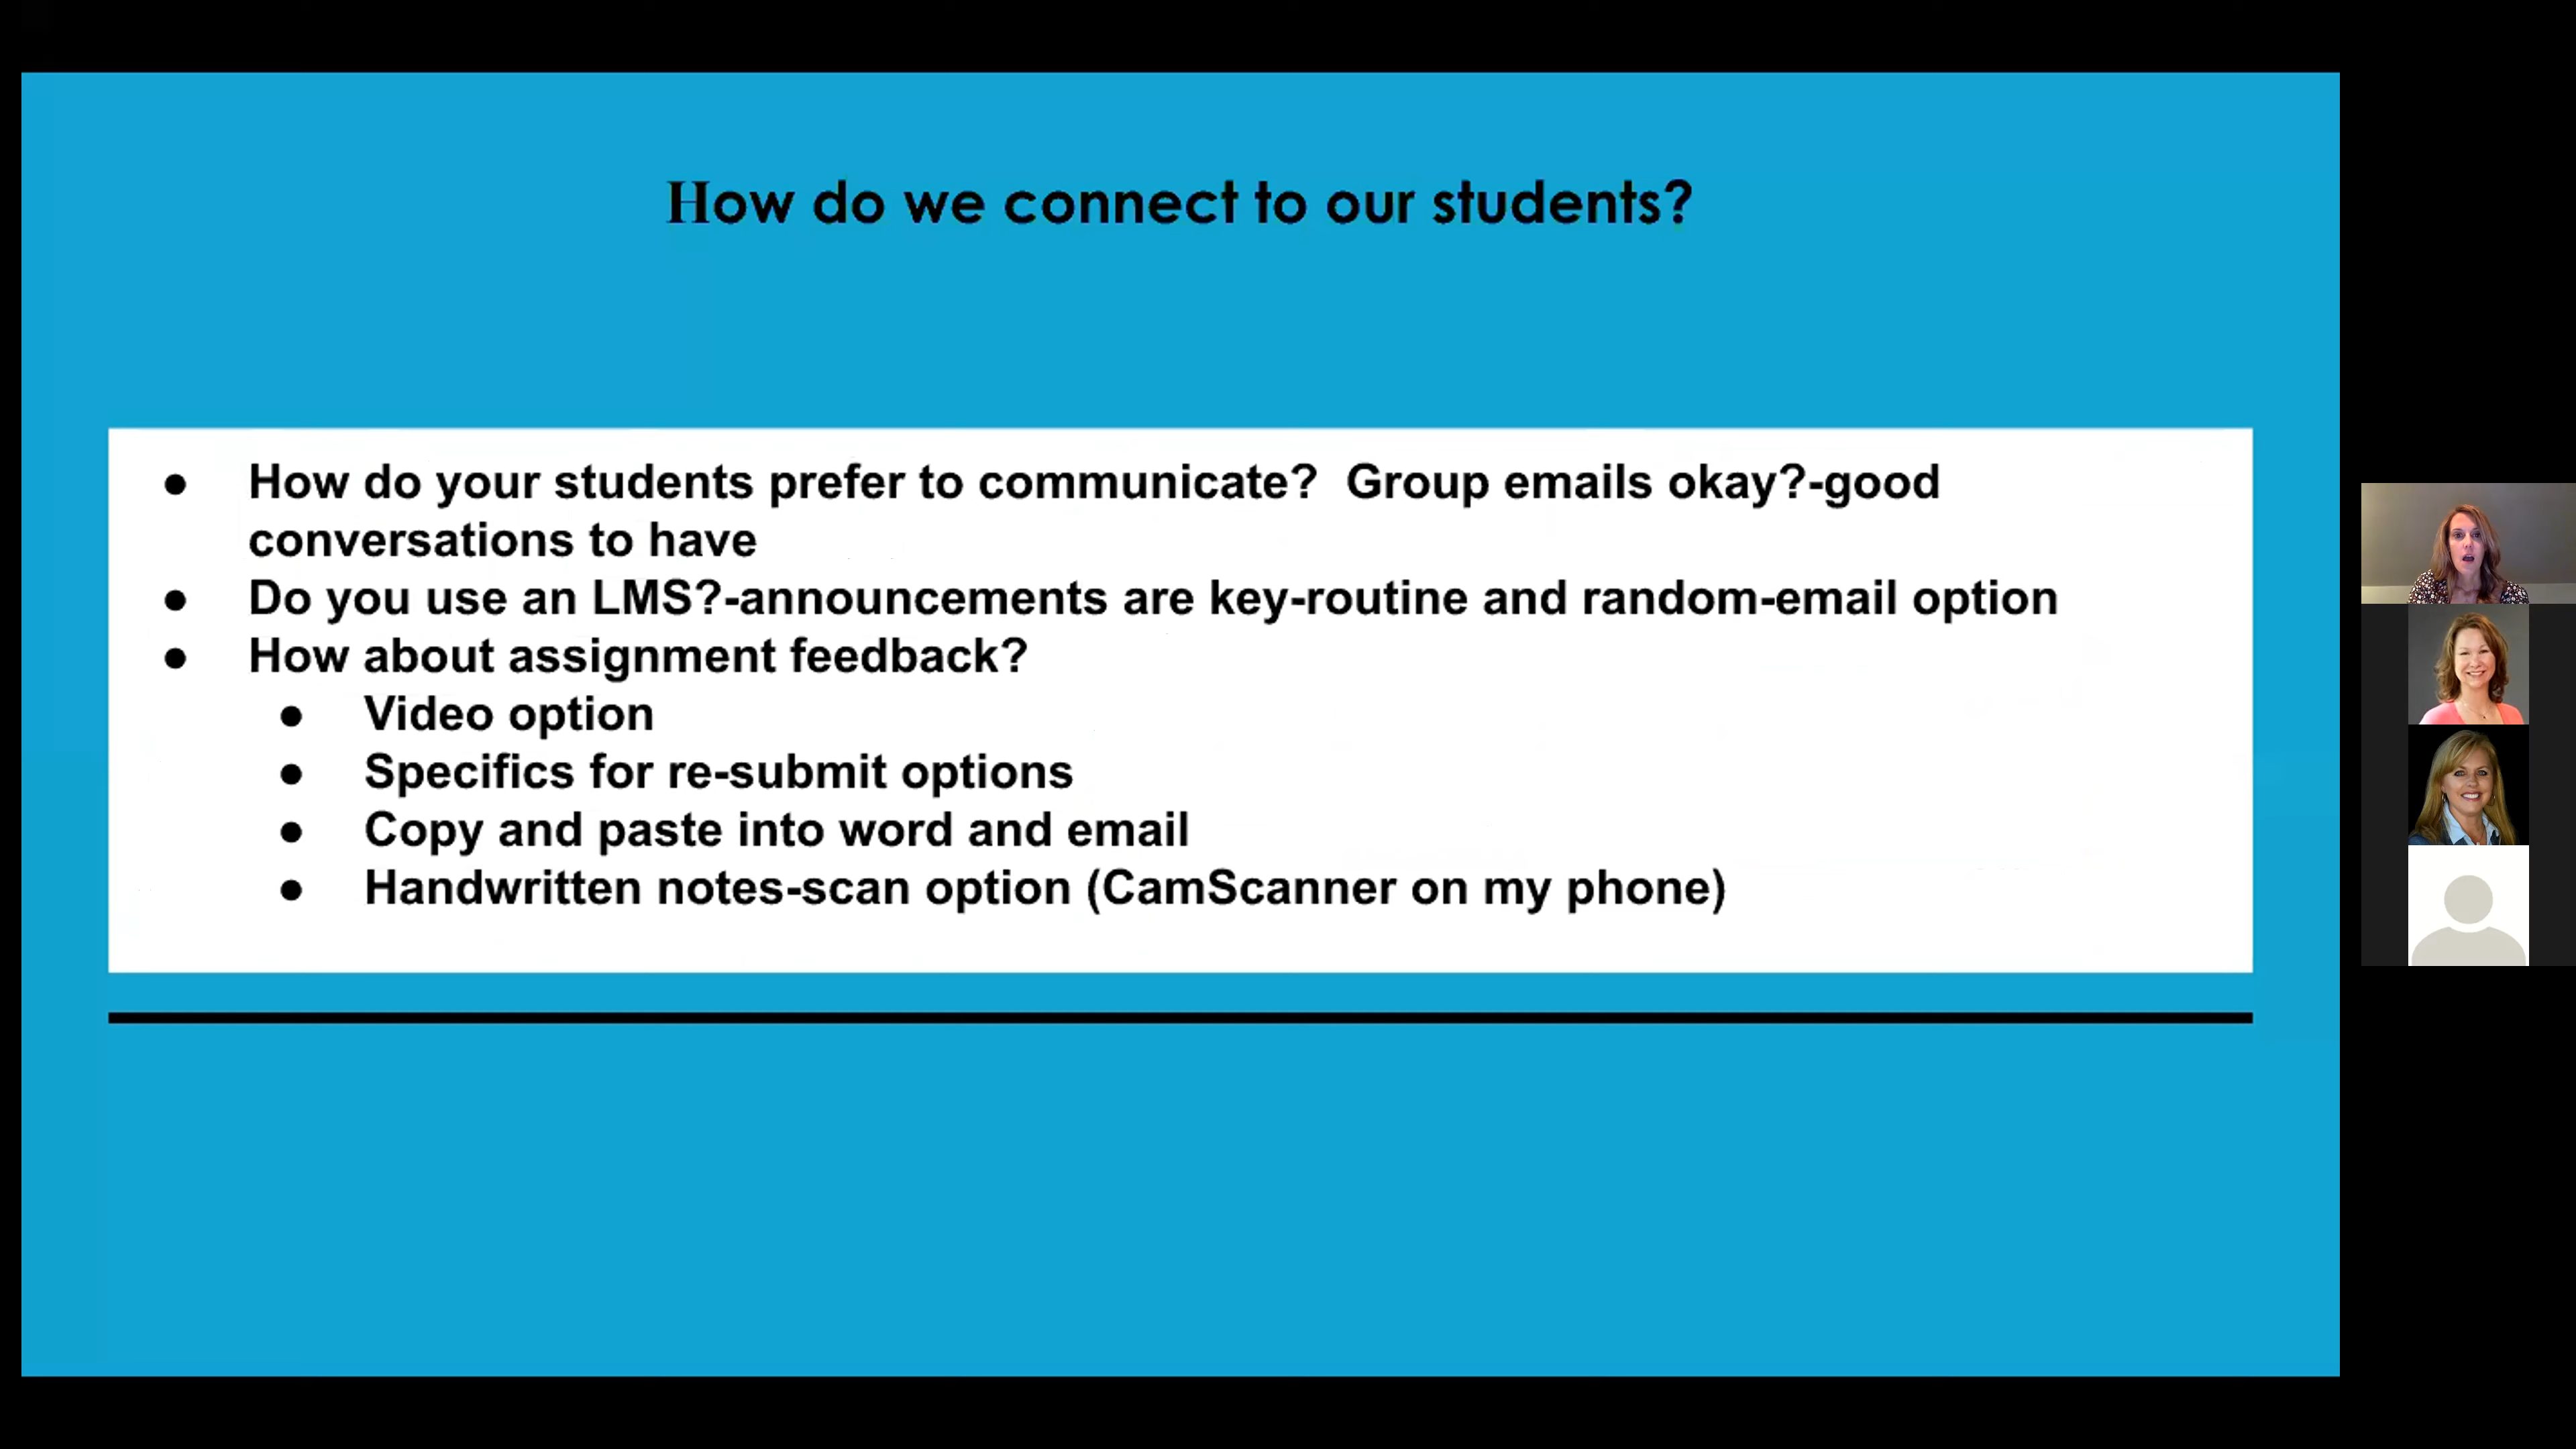 How do we connect to our students?
● How do your students prefer to communicate?  Group emails okay?-good
conversations to have
● Do you use an LMS?-announcements are key-routine and random-email option
● How about assignment feedback?
● Video option
● Specifics for re-submit options
● Copy and paste into word and email
● Handwritten notes-scan option (CamScanner on my phone)